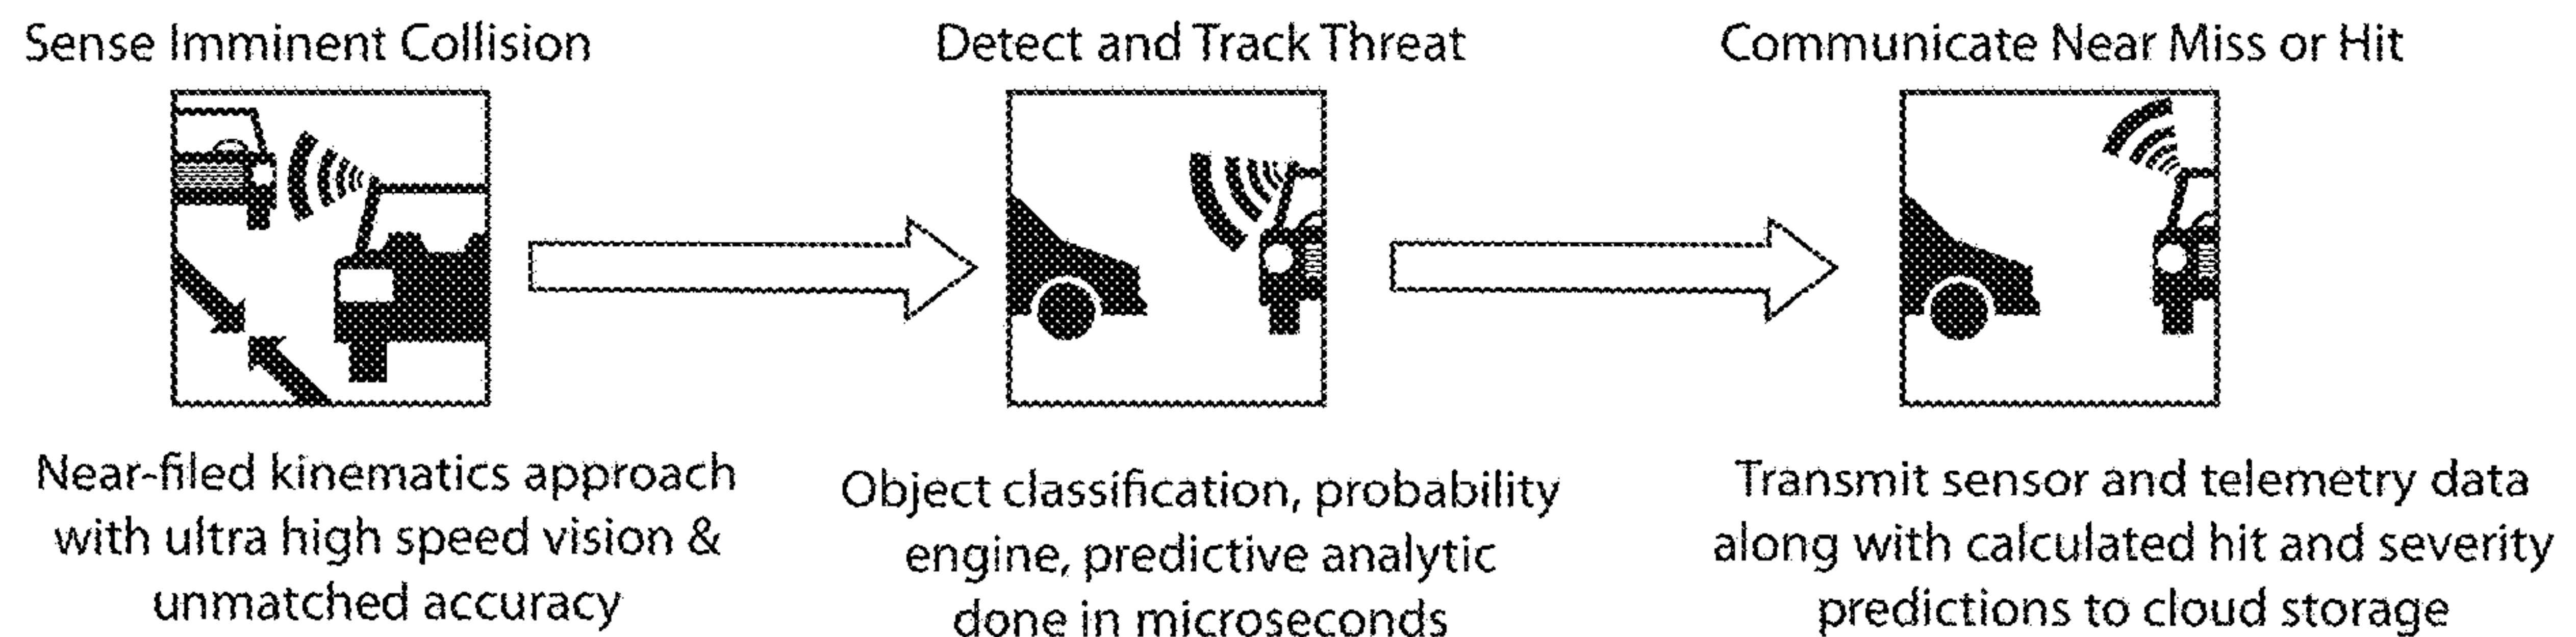 Sense Imminent Collision
Detect and Track Threat
Communicate Near Miss or Hit
Near-filed kinematics approach
with ultra high speed vision &
unmatched accuracy
Object classification, probability
engine, predictive analytic
done in microseconds
Transmit sensor and telemetry data
along with calculated hit and severity
predictions to cloud storage